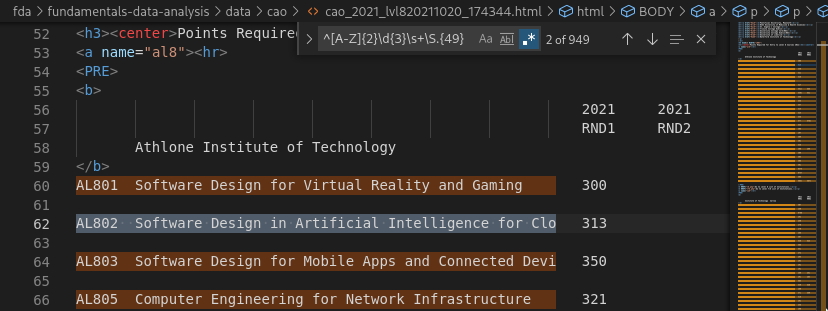 fda > fundamentals-data-analysis > data > cao > <> cao_2021_lvl820211020_174344.html > html > BODY > a > p > p >
52 <h3><center>Points Require
^[A-Z]{2}\d{3}\s+\S.{49} Aa Abl .* 2 of 949
53 <a name="al8"><hr>
54 <PRE>
55 <b>
56 2021 2021
57 RND1 RND2
58 Athlone Institute of Technology
59 </b>
60 AL801 Software Design for Virtual Reality and Gaming 300
61
62 AL802 Software Design in Artificial Intelligence for Clo 313
63
64 AL803 Software Design for Mobile Apps and Connected Devi 350
65
66 AL805 Computer Engineering for Network Infrastructure 321